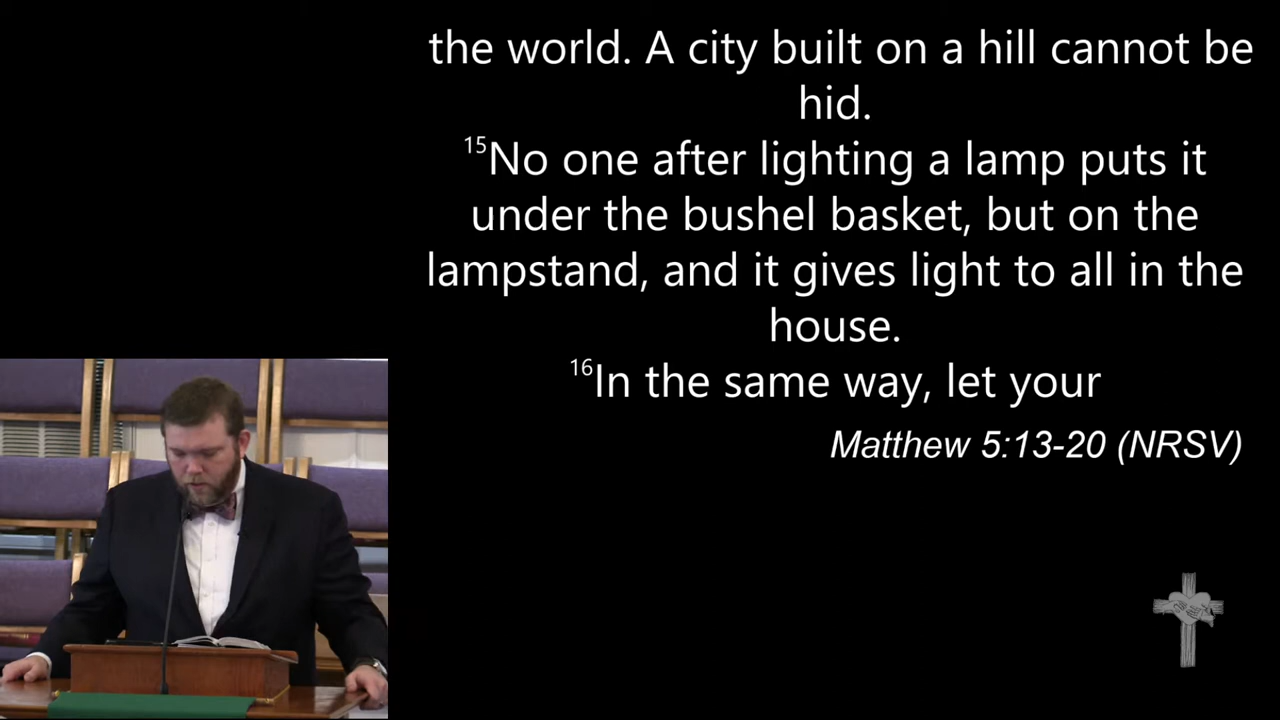 the world. A city built on a hill cannot be
hid.
15No one after lighting a lamp puts it
under the bushel basket, but on the
lampstand, and it gives light to all in the
house.
16In the same way, let your
Matthew 5:13-20 (NRSV)